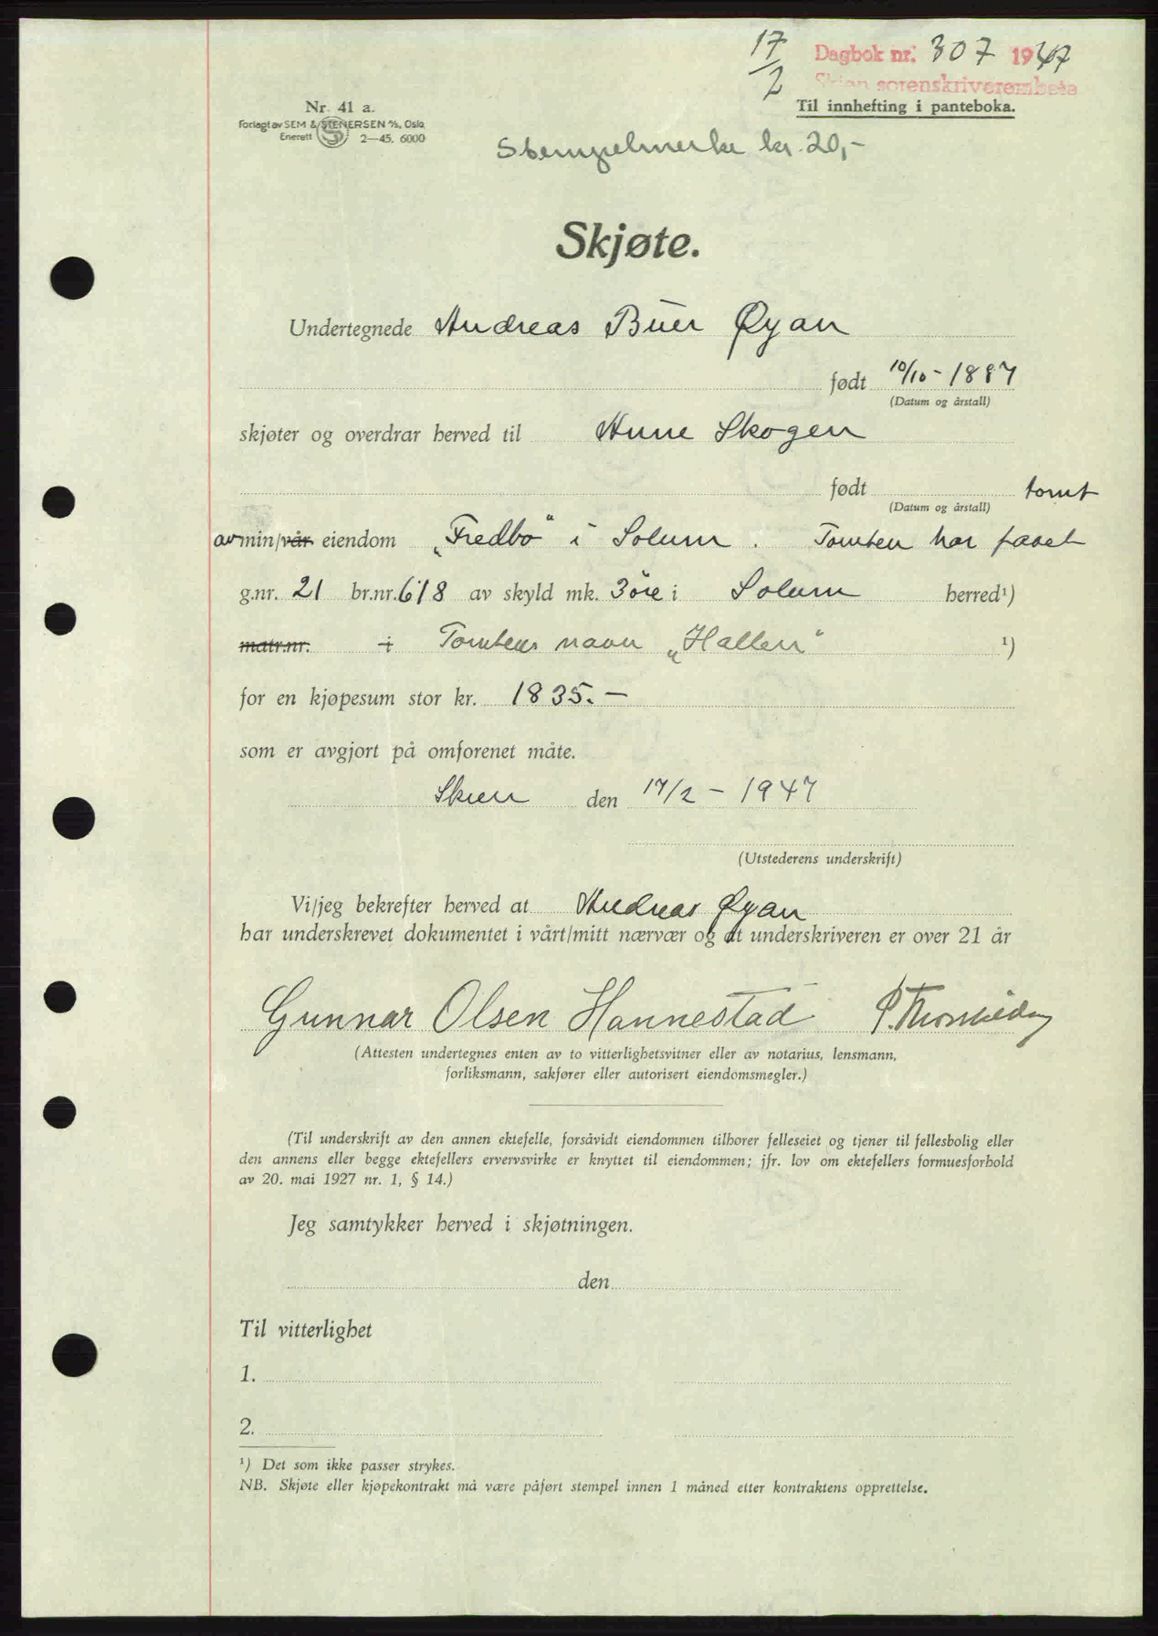 17/2 Dagbok nr. 307 1947
Skien sorenskriverembete
Til innhefting i panteboka.
Nr. 41 a.
Forlagt av SEM & STENERSEN A/S, Oslo
Enerett 2—45. 6000
Stempelmerke kr. 20,-
Skjøte.
Undertegnede Andreas Buer Øyan
født 10/10 - 1887
(Datum og årstall)
skjøter og overdrar herved til Anne Skogen
født tomt
(Datum og årstall)
av min/vår eiendom „Fredbo“ i Solum. Tomten har faaet
g.nr. 21 br.nr. 618 av skyld mk. 3 öre i Solum herred¹)
matr.nr. i Tomtens navn „Hallen“ ¹)
for en kjøpesum stor kr. 1835.—
som er avgjort på omforenet måte.
Skien den 17/2 - 1947
(Utstederens underskrift)
Vi/jeg bekrefter herved at Andreas Øyan
har underskrevet dokumentet i vårt/mitt nærvær og at underskriveren er over 21 år
Gunnar Olsen Hannestad P.
(Attesten undertegnes enten av to vitterlighetsvitner eller av notarius, lensmann,
forliksmann, sakfører eller autorisert eiendomsmegler.)
(Til underskrift av den annen ektefelle, forsåvidt eiendommen tilhører felleseiet og tjener til fellesbolig eller
den annens eller begge ektefellers ervervsvirke er knyttet til eiendommen; jfr. lov om ektefellers formuesforhold
av 20. mai 1927 nr. 1, § 14.)
Jeg samtykker herved i skjøtningen.
den
Til vitterlighet
1.
2.
¹) Det som ikke passer strykes.
NB. Skjøte eller kjøpekontrakt må være påført stempel innen 1 måned etter kontraktens opprettelse.